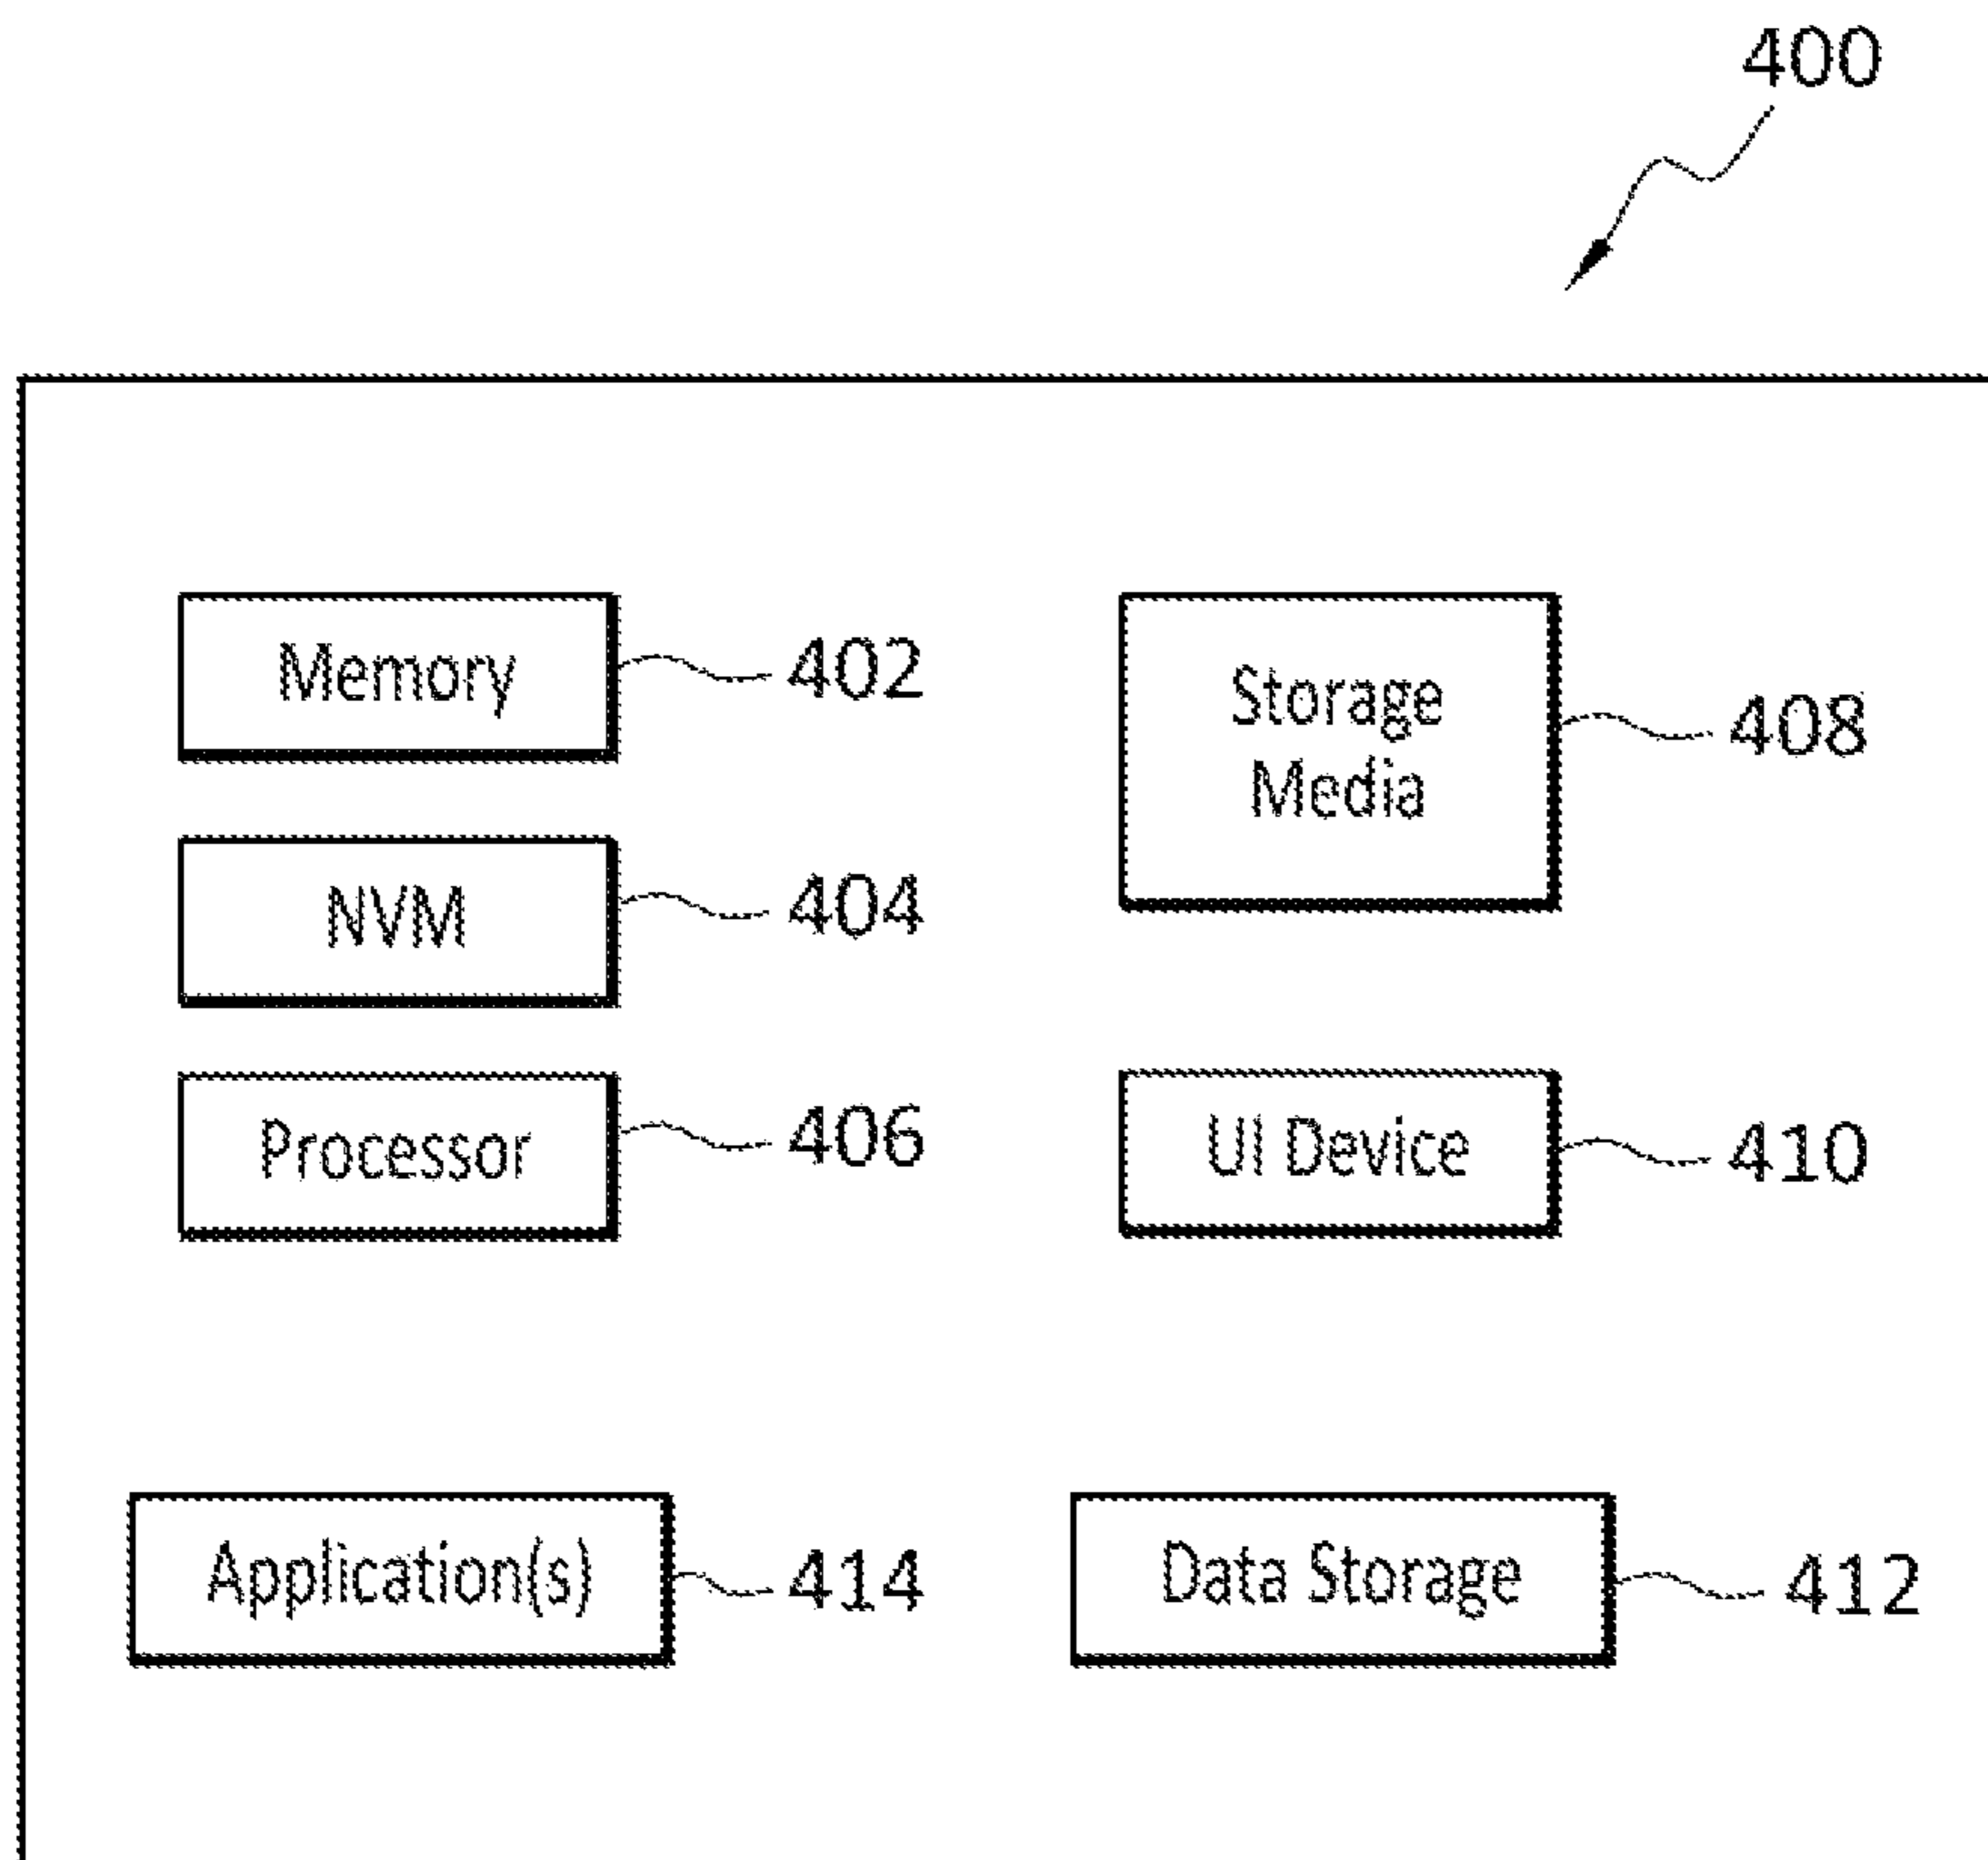 400
Memory
402
Storage
Media
408
NVM
404
Processor
406
UI Device
410
Application(s)
414
Data Storage
412